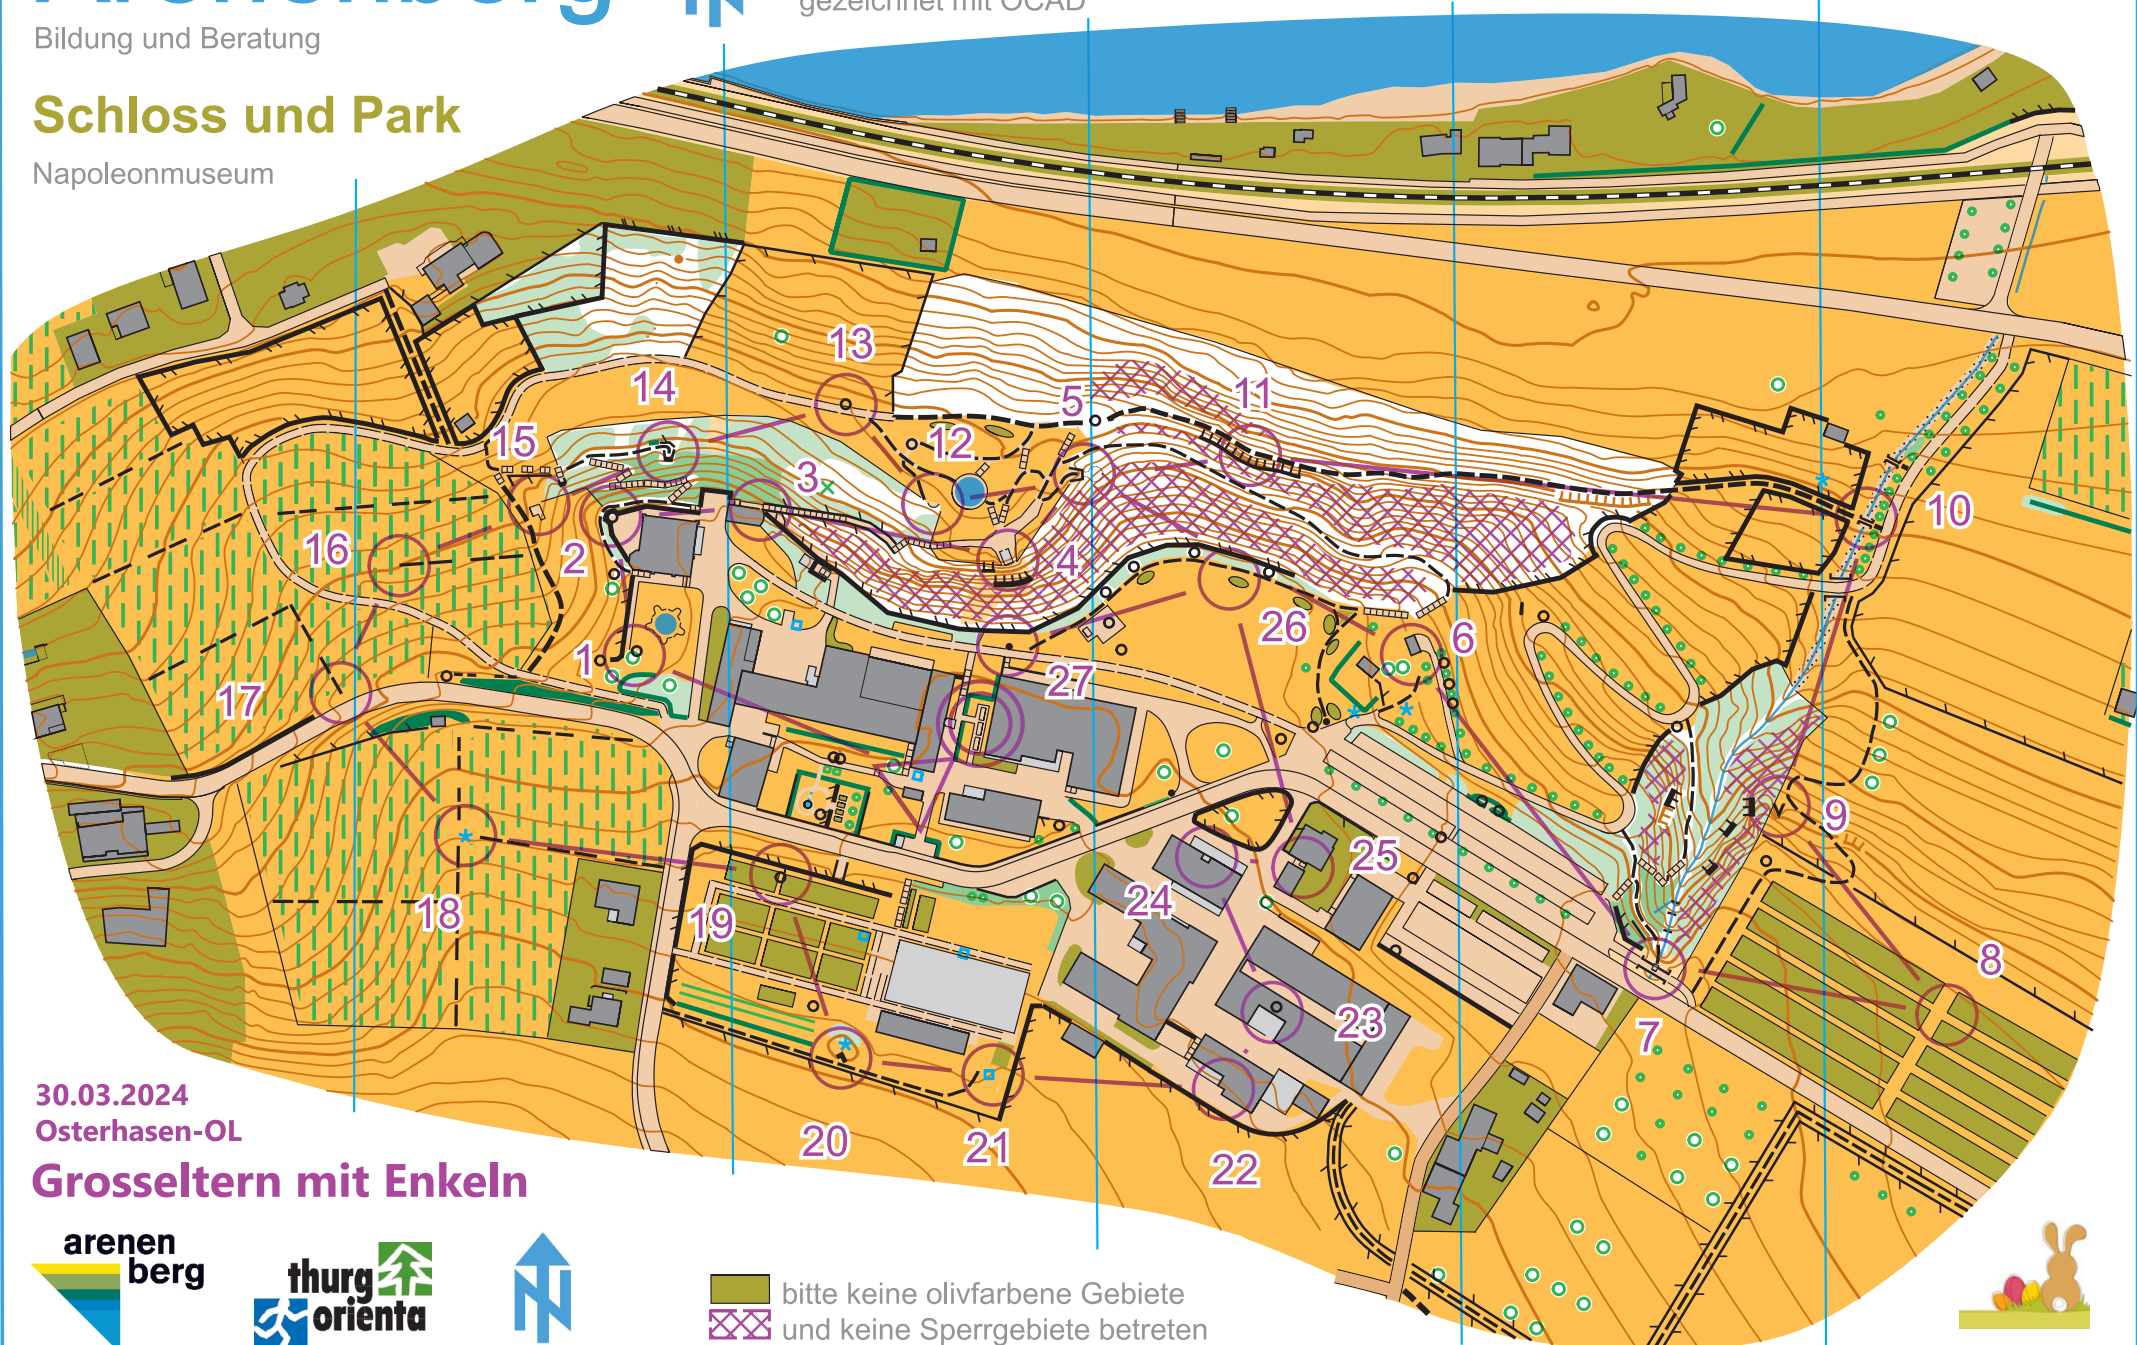 Arenenberg
gezeichnet mit OCAD
Bildung und Beratung
Schloss und Park
Napoleonmuseum
13
14
5
11
15
12
3
16
10
2
4
26
6
1
17
27
9
25
18
19
24
8
23
7
20
21
22
30.03.2024
Osterhasen-OL
Grosseltern mit Enkeln
arenen
berg
thurg
orienta
N
bitte keine olivfarbene Gebiete
und keine Sperrgebiete betreten